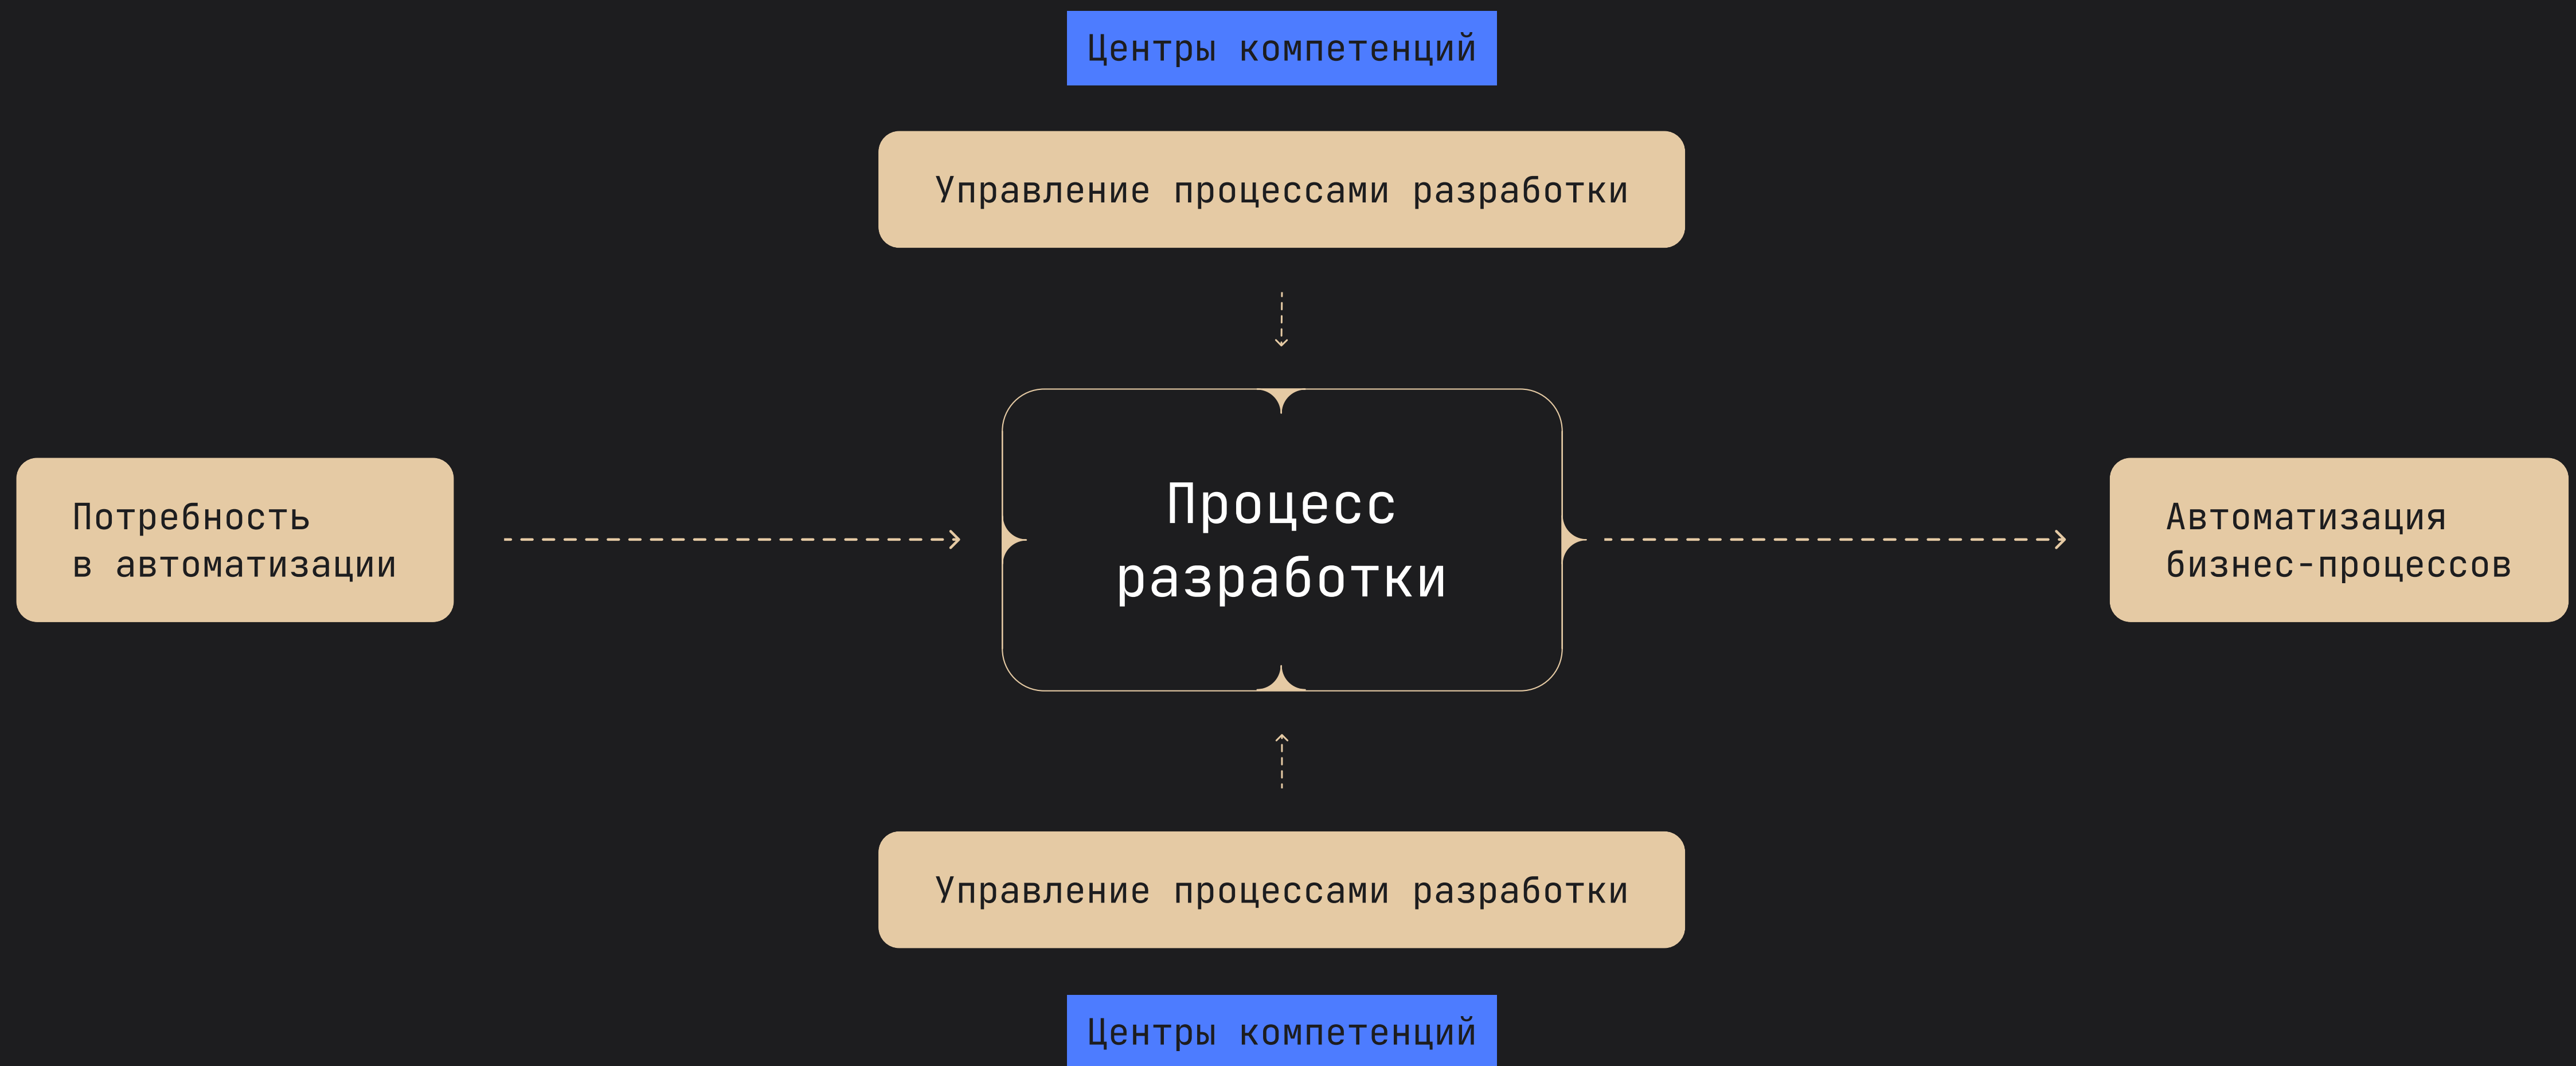 Центры компетенций
Управление процессами разработки
Потребность
в автоматизации
Процесс
разработки
Автоматизация
бизнес-процессов
Управление процессами разработки
Центры компетенций